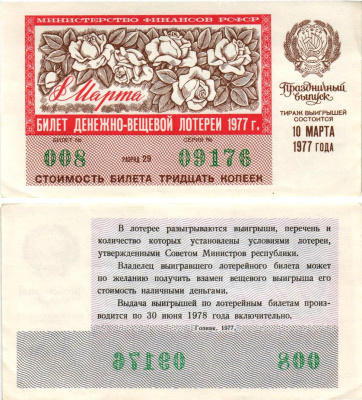 МИНИСТЕРСТВО ФИНАНСОВ РСФСР
8 Марта
БИЛЕТ ДЕНЕЖНО-ВЕЩЕВОЙ ЛОТЕРЕИ 1977 г.
БИЛЕТ № СЕРИЯ №
008 РАЗРЯД 29 09176
СТОИМОСТЬ БИЛЕТА ТРИДЦАТЬ КОПЕЕК
Праздничный
выпуск
ТИРАЖ ВЫИГРЫШЕЙ
СОСТОИТСЯ
10 МАРТА
1977 ГОДА
В лотерее разыгрываются выигрыши, перечень и
количество которых установлены условиями лотереи,
утвержденными Советом Министров республики.
Владелец выигравшего лотерейного билета может
по желанию получить взамен вещевого выигрыша его
стоимость наличными деньгами.
Выдача выигрышей по лотерейным билетам произ-
водится по 30 июня 1978 года включительно.
Гознак. 1977.
09176 008